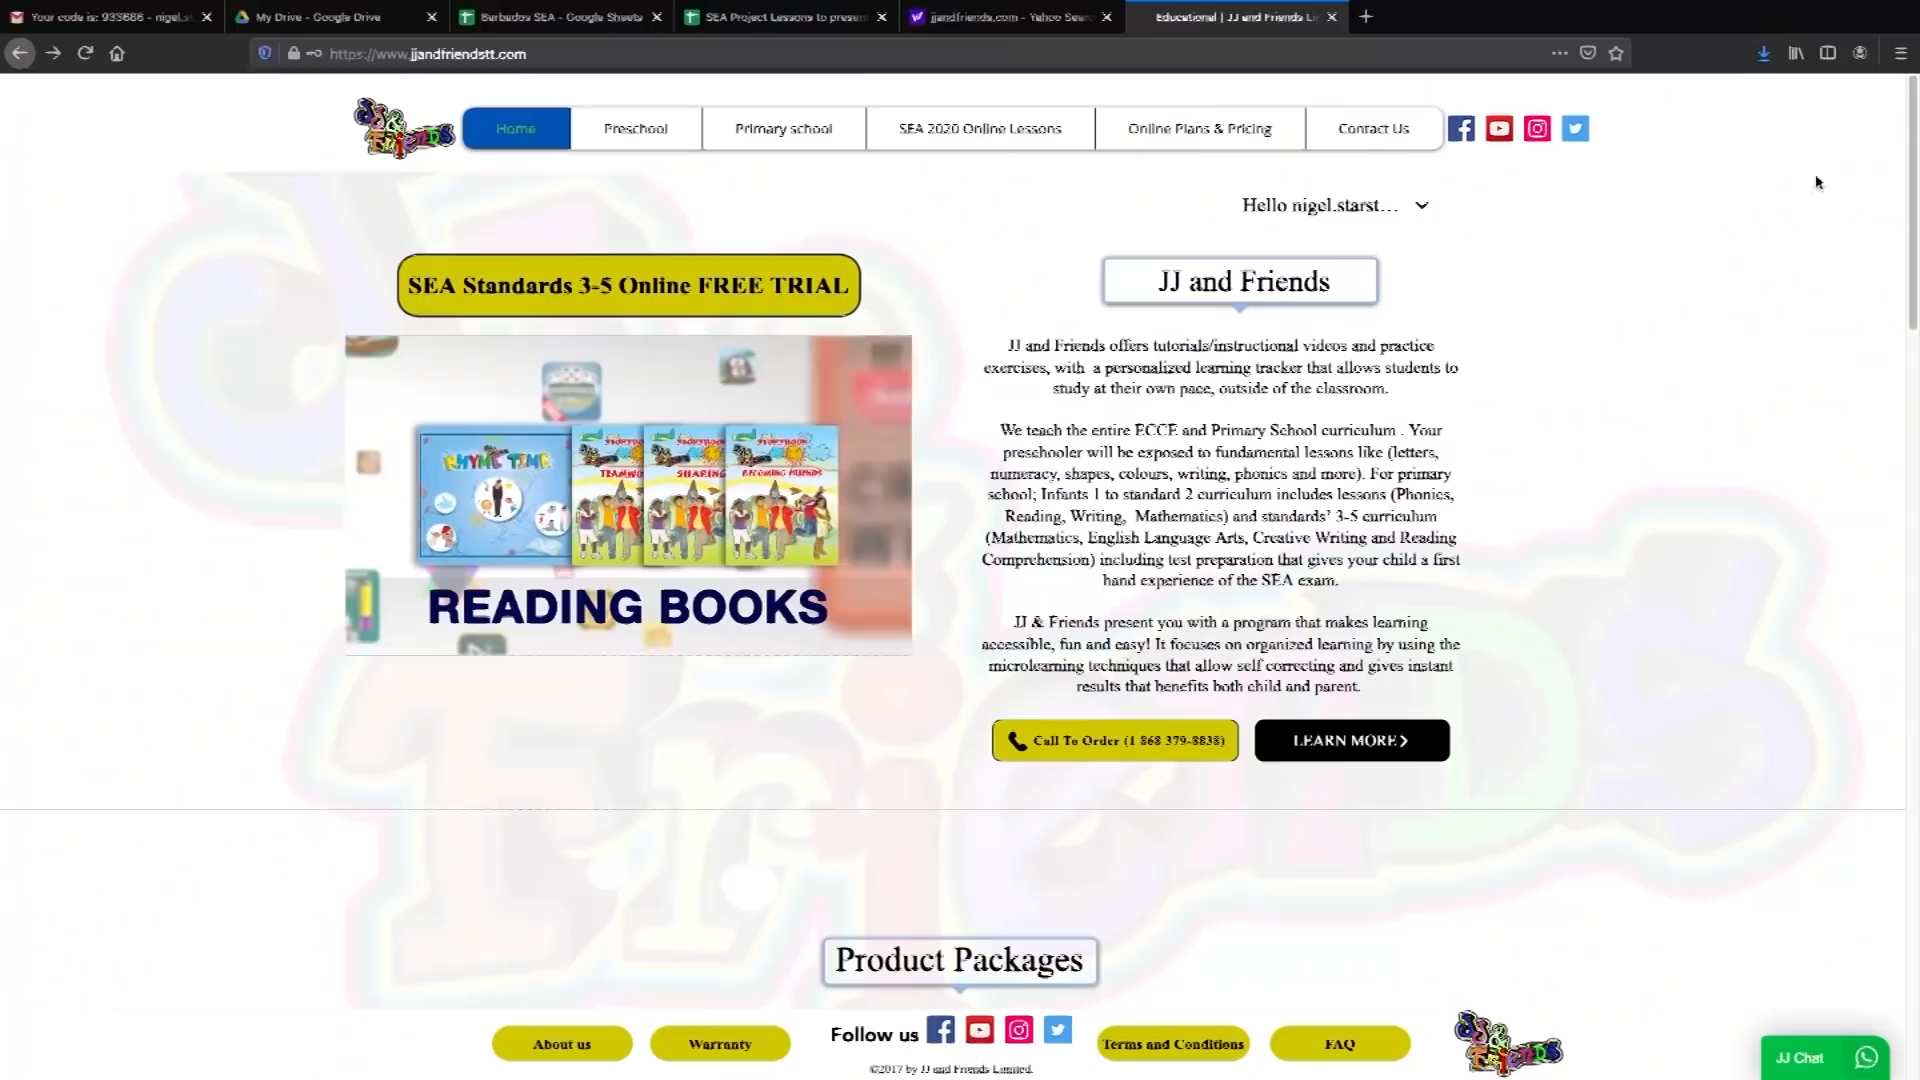 Your code is: 933686 - nigel.s
My Drive - Google Drive
Barbados SEA - Google Sheets
SEA Project Lessons to present
jjandfriends.com - Yahoo Sear
Educational | JJ and Friends Li
https://www.jjandfriendstt.com
JJ & Friends
Home
Preschool
Primary school
SEA 2020 Online Lessons
Online Plans & Pricing
Contact Us
Hello nigel.starst...
SEA Standards 3-5 Online FREE TRIAL
RHYME TIME
STORYBOOK
TEAMWO
SHARING
BECOMING FRIENDS
READING BOOKS
JJ and Friends
JJ and Friends offers tutorials/instructional videos and practice
exercises, with a personalized learning tracker that allows students to
study at their own pace, outside of the classroom.
We teach the entire ECCE and Primary School curriculum . Your
preschooler will be exposed to fundamental lessons like (letters,
numeracy, shapes, colours, writing, phonics and more). For primary
school; Infants 1 to standard 2 curriculum includes lessons (Phonics,
Reading, Writing, Mathematics) and standards' 3-5 curriculum
(Mathematics, English Language Arts, Creative Writing and Reading
Comprehension) including test preparation that gives your child a first
hand experience of the SEA exam.
JJ & Friends present you with a program that makes learning
accessible, fun and easy! It focuses on organized learning by using the
microlearning techniques that allow self correcting and gives instant
results that benefits both child and parent.
Call To Order (1 868 379-8838)
LEARN MORE
Product Packages
About us
Warranty
Follow us
Terms and Conditions
FAQ
JJ & Friends
©2017 by JJ and Friends Limited.
JJ Chat